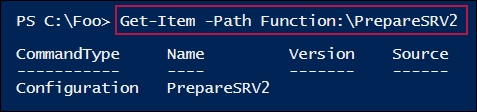 PS C:\Foo> Get-Item -Path Function:\PrepareSRV2
CommandType Name Version Source
----------- ---- ------- ------
Configuration PrepareSRV2